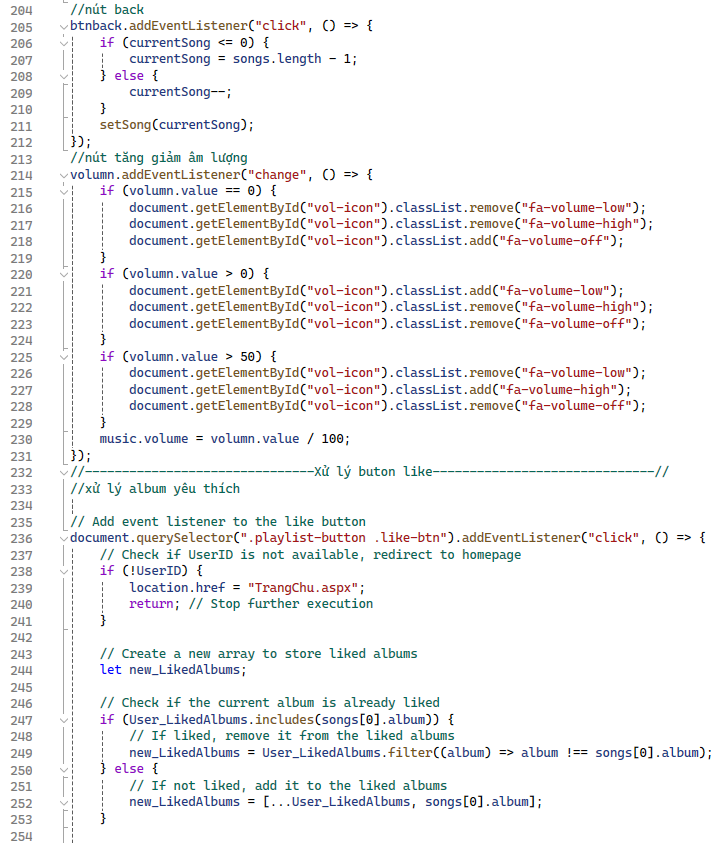 204 //nút back
205 btnback.addEventListener("click", () => {
206     if (currentSong <= 0) {
207         currentSong = songs.length - 1;
208     } else {
209         currentSong--;
210     }
211     setSong(currentSong);
212 });
213 //nút tăng giảm âm lượng
214 volumn.addEventListener("change", () => {
215     if (volumn.value == 0) {
216         document.getElementById("vol-icon").classList.remove("fa-volume-low");
217         document.getElementById("vol-icon").classList.remove("fa-volume-high");
218         document.getElementById("vol-icon").classList.add("fa-volume-off");
219     }
220     if (volumn.value > 0) {
221         document.getElementById("vol-icon").classList.add("fa-volume-low");
222         document.getElementById("vol-icon").classList.remove("fa-volume-high");
223         document.getElementById("vol-icon").classList.remove("fa-volume-off");
224     }
225     if (volumn.value > 50) {
226         document.getElementById("vol-icon").classList.remove("fa-volume-low");
227         document.getElementById("vol-icon").classList.add("fa-volume-high");
228         document.getElementById("vol-icon").classList.remove("fa-volume-off");
229     }
230     music.volume = volumn.value / 100;
231 });
232 //-------------------------------Xử lý buton like------------------------------//
233 //xử lý album yêu thích
234
235 // Add event listener to the like button
236 document.querySelector(".playlist-button .like-btn").addEventListener("click", () => {
237     // Check if UserID is not available, redirect to homepage
238     if (!UserID) {
239         location.href = "TrangChu.aspx";
240         return; // Stop further execution
241     }
242
243     // Create a new array to store liked albums
244     let new_LikedAlbums;
245
246     // Check if the current album is already liked
247     if (User_LikedAlbums.includes(songs[0].album)) {
248         // If liked, remove it from the liked albums
249         new_LikedAlbums = User_LikedAlbums.filter((album) => album !== songs[0].album);
250     } else {
251         // If not liked, add it to the liked albums
252         new_LikedAlbums = [...User_LikedAlbums, songs[0].album];
253     }
254